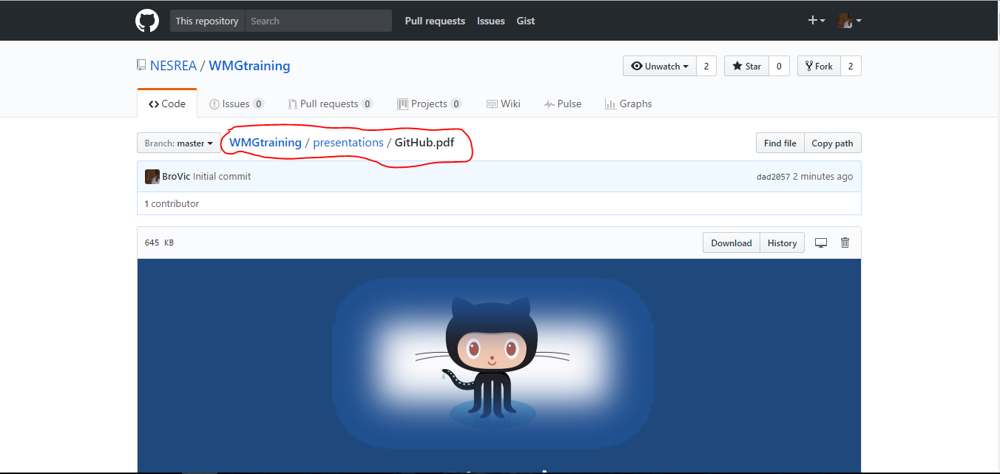 This repository Search Pull requests Issues Gist
NESREA / WMGtraining Unwatch 2 Star 0 Fork 2
Code Issues 0 Pull requests 0 Projects 0 Wiki Pulse Graphs
Branch: master WMGtraining / presentations / GitHub.pdf Find file Copy path
BroVic Initial commit dad2057 2 minutes ago
1 contributor
645 KB Download History